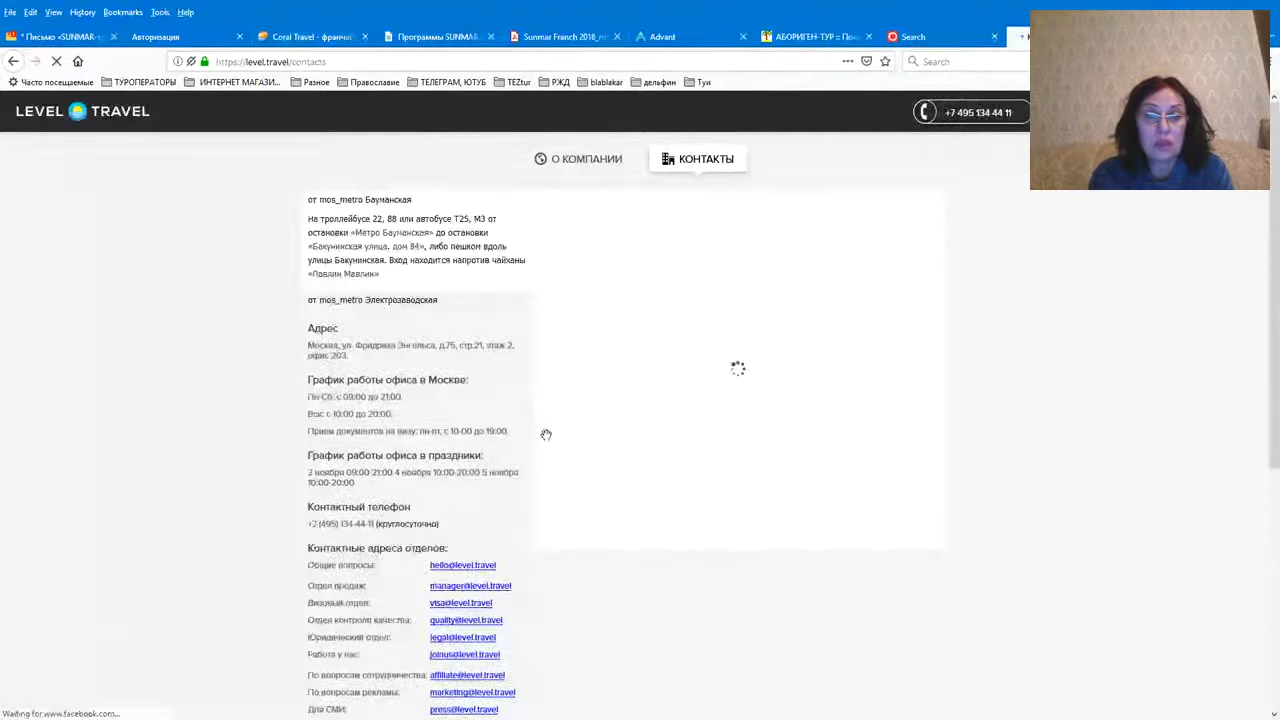 File Edit View History Bookmarks Tools Help
* Письмо «SUNMAR-
Авторизация
Coral Travel - франчай
Программы SUNMAR
Sunmar France 2018_n
Advant
АБОРИГЕН-ТУР :: Пои
Search
https://level.travel/contacts
Search
Часто посещаемые ТУРОПЕРАТОРЫ ИНТЕРНЕТ МАГАЗИ... Разное Православие ТЕЛЕГРАМ, ЮТУБ TEZtur РЖД blablakar дельфин Туи
LEVEL TRAVEL
+7 495 134 44 11
О КОМПАНИИ
КОНТАКТЫ
от mos_metro Бауманская
На троллейбусе 22, 88 или автобусе Т25, М3 от
остановки «Метро Бауманская» до остановки
«Бакунинская улица, дом 84», либо пешком вдоль
улицы Бакунинская. Вход находится напротив чайханы
«Павлин Мавлин»
от mos_metro Электрозаводская
Адрес
Москва, ул. Фридриха Энгельса, д.75, стр.21, этаж 2,
офис 203.
График работы офиса в Москве:
Пн-Сб: с 09:00 до 21:00.
Вы: с 10:00 до 20:00.
Прием документов на визу: пн-пт, с 10-00 до 19:00.
График работы офиса в праздники:
3 ноября 09:00-21:00 4 ноября 10:00-20:00 5 ноября
10:00-20:00
Контактный телефон
+7 (495) 134-44-11 (круглосуточно)
Контактные адреса отделов:
Общие вопросы: hello@level.travel
Отдел продаж: manager@level.travel
Визовый отдел: visa@level.travel
Отдел контроля качества: quality@level.travel
Юридический отдел: legal@level.travel
Работа у нас: joinus@level.travel
По вопросам сотрудничества: affiliate@level.travel
По вопросам рекламы: marketing@level.travel
Для СМИ: press@level.travel
Waiting for www.facebook.com...